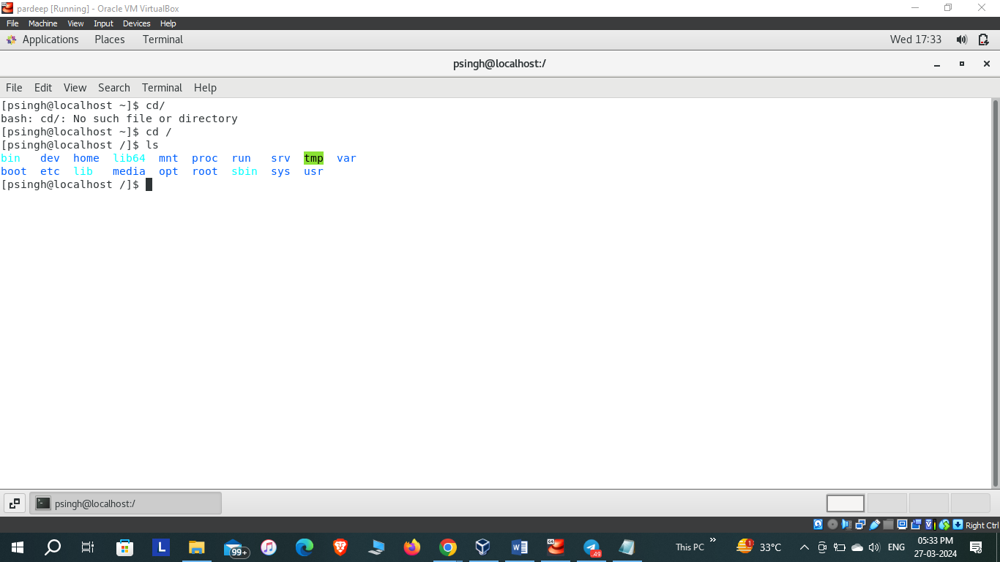 pardeep [Running] - Oracle VM VirtualBox
File Machine View Input Devices Help
Applications Places Terminal Wed 17:33
psingh@localhost:/
File Edit View Search Terminal Help
[psingh@localhost ~]$ cd/
bash: cd/: No such file or directory
[psingh@localhost ~]$ cd /
[psingh@localhost /]$ ls
bin dev home lib64 mnt proc run srv tmp var
boot etc lib media opt root sbin sys usr
[psingh@localhost /]$
psingh@localhost:/
Right Ctrl
L 99+ W 64 49 This PC » 1 33°C ENG 05:33 PM
27-03-2024